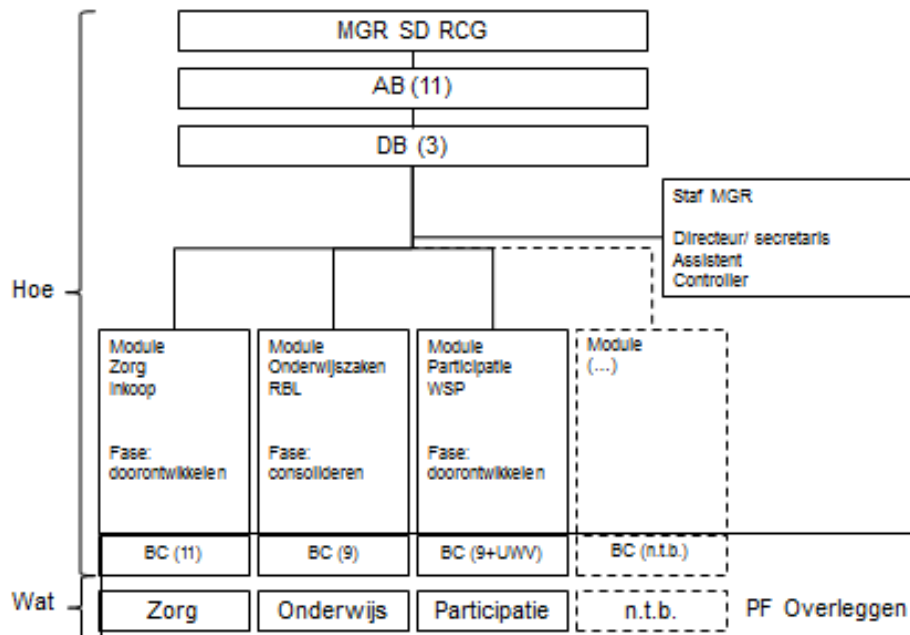 MGR SD RCG
AB (11)
DB (3)
Staf MGR
Directeur/ secretaris
Assistent
Controller
Hoe
Module
Zorg
Inkoop
Fase:
doorontwikkelen
Module
Onderwijszaken
RBL
Fase:
consolideren
Module
Participatie
WSP
Fase:
doorontwikkelen
Module
(...)
BC (11)
BC (9)
BC (9+UWV)
BC (n.t.b.)
Wat
Zorg
Onderwijs
Participatie
n.t.b.
PF Overleggen